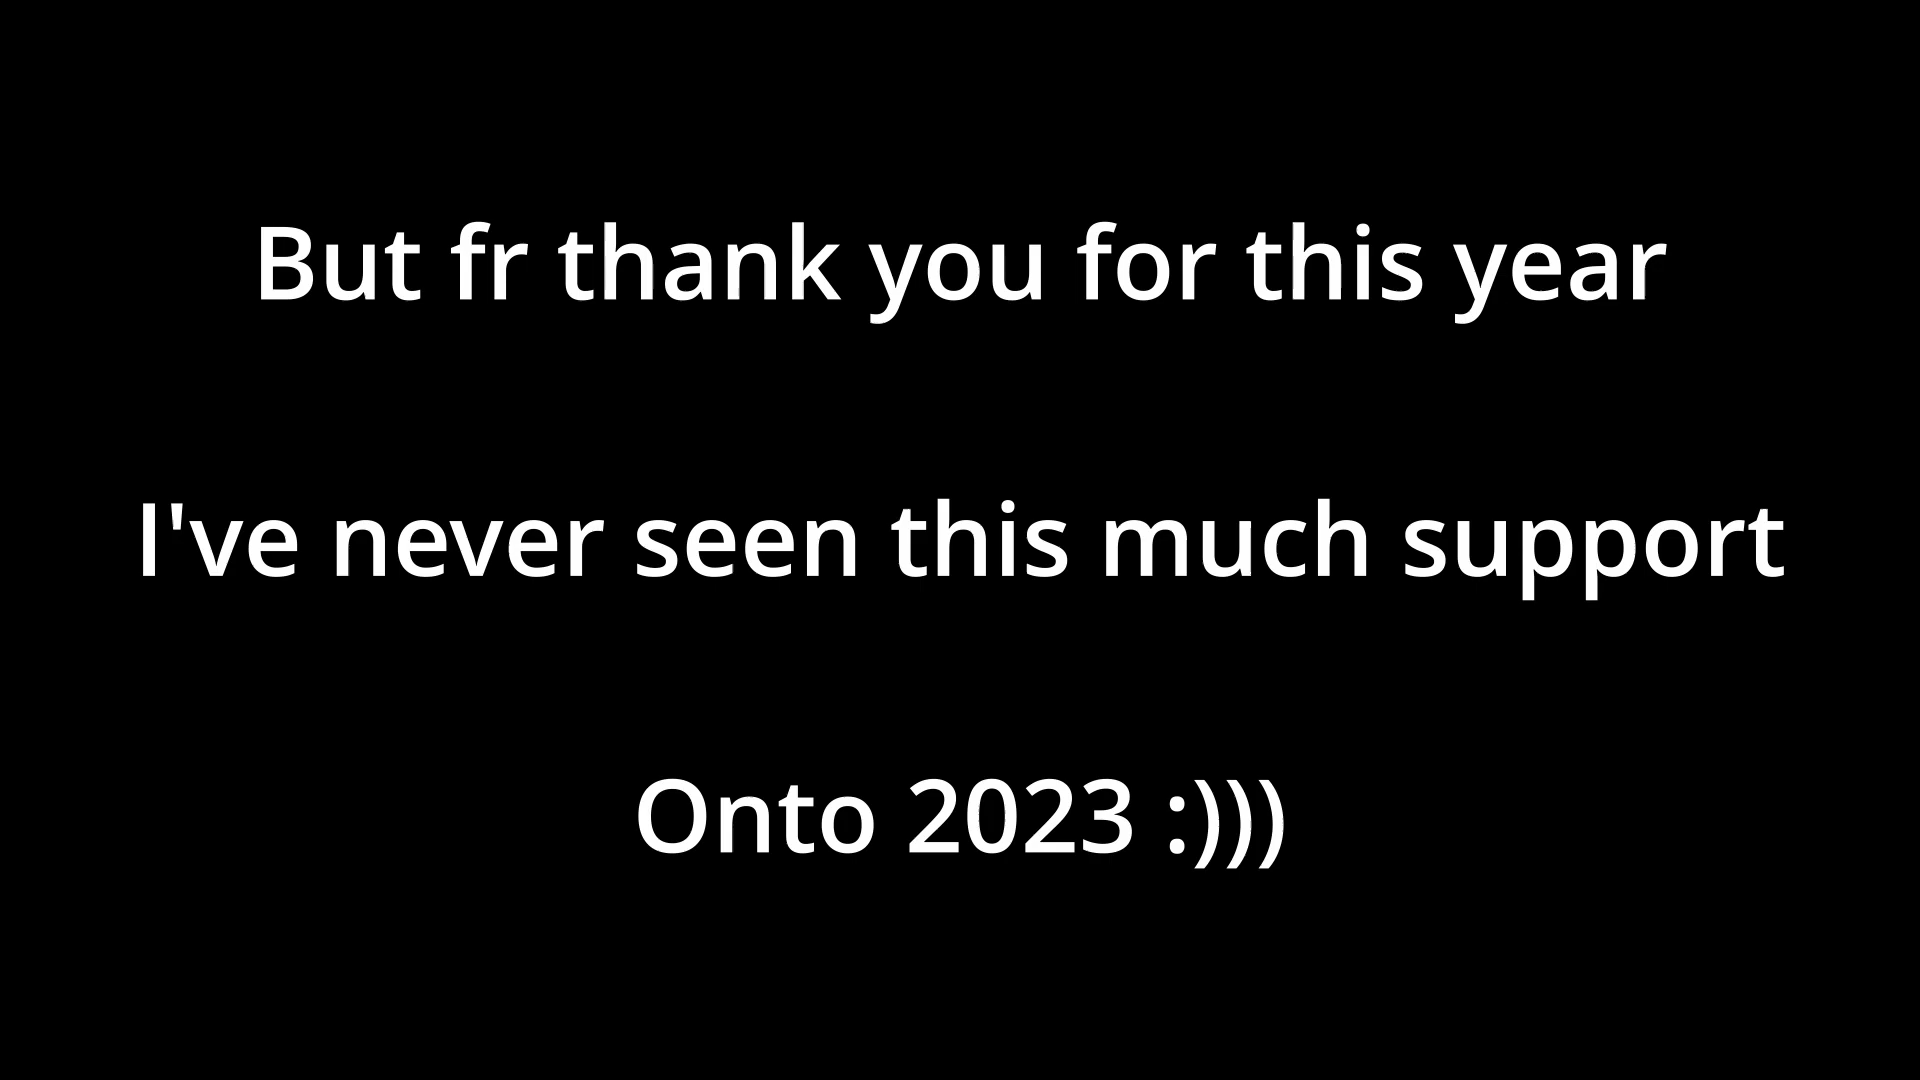 But fr thank you for this year
I've never seen this much support
Onto 2023 :)))